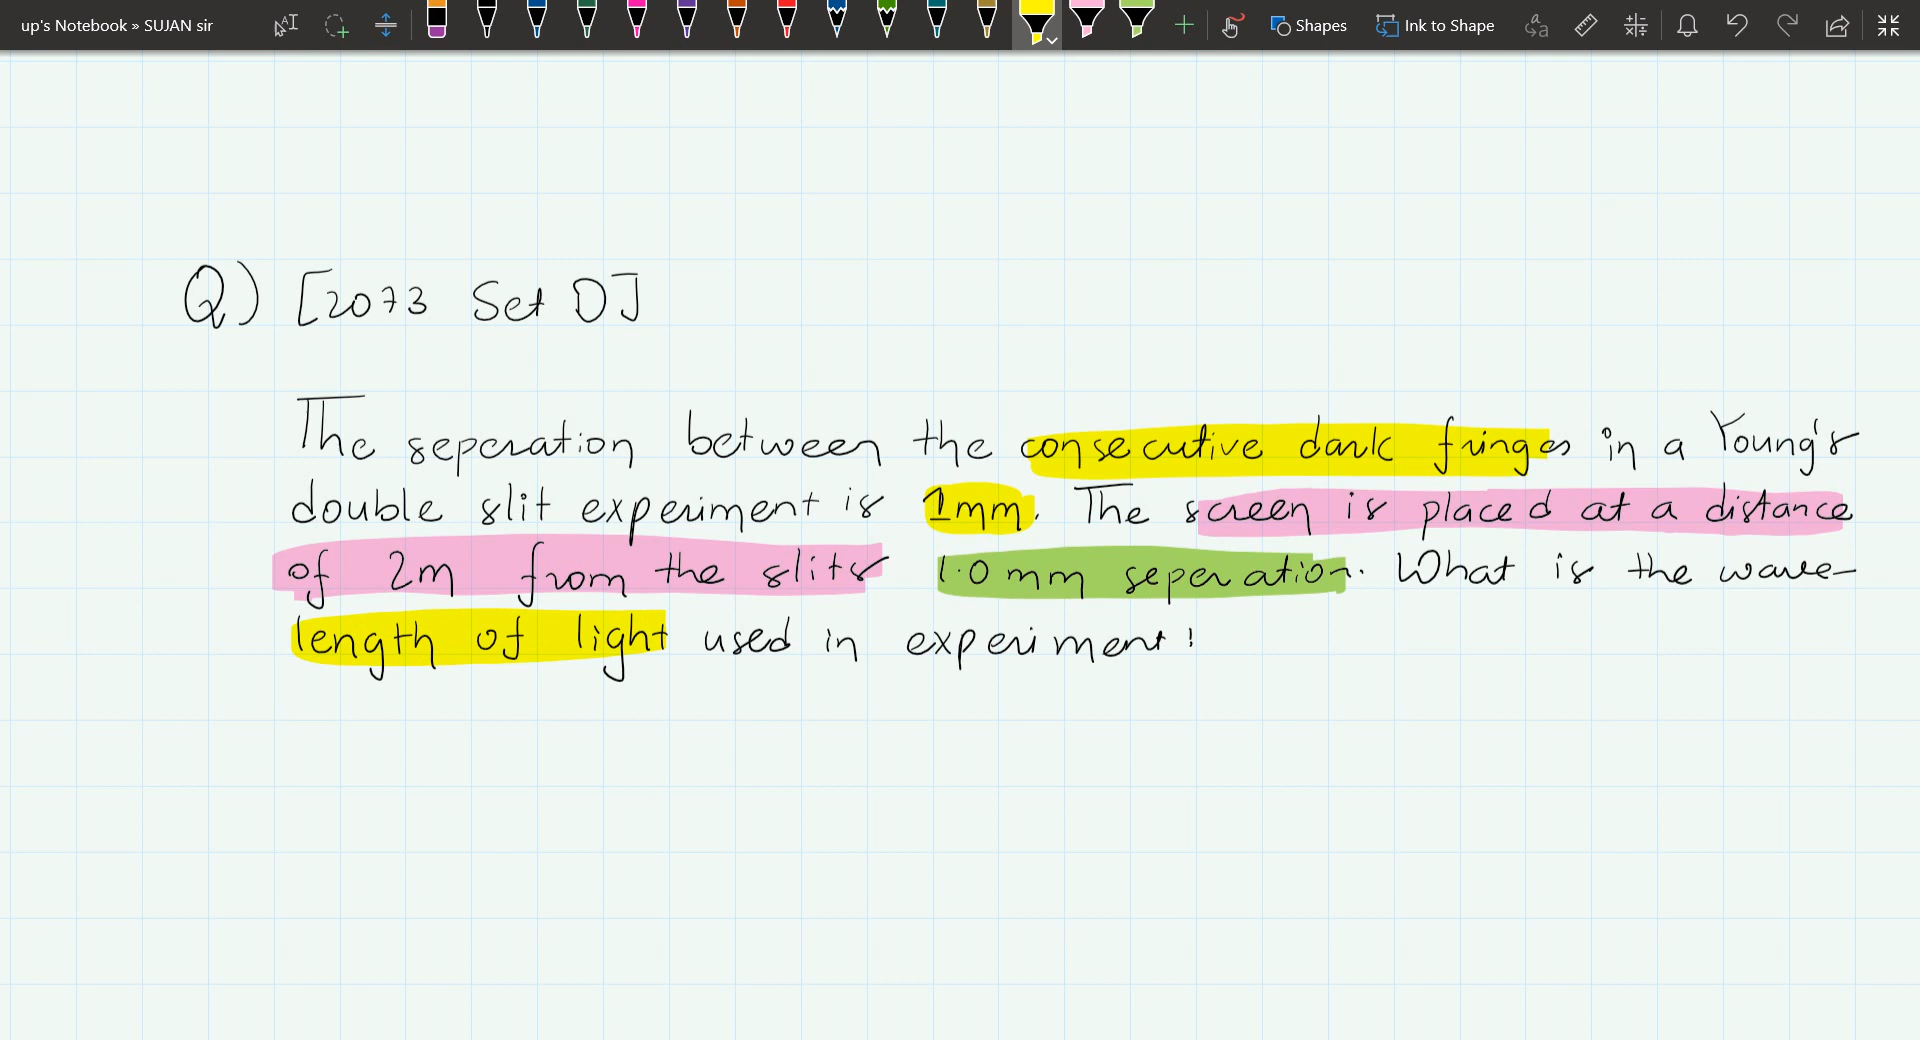 up's Notebook » SUJAN sir
Shapes
Ink to Shape
Q) [2073 Set D]
The seperation between the consecutive dark fringes in a Young's
double slit experiment is 1mm. The screen is placed at a distance
of 2m from the slits 1.0mm seperation. What is the wave-
length of light used in experiment!